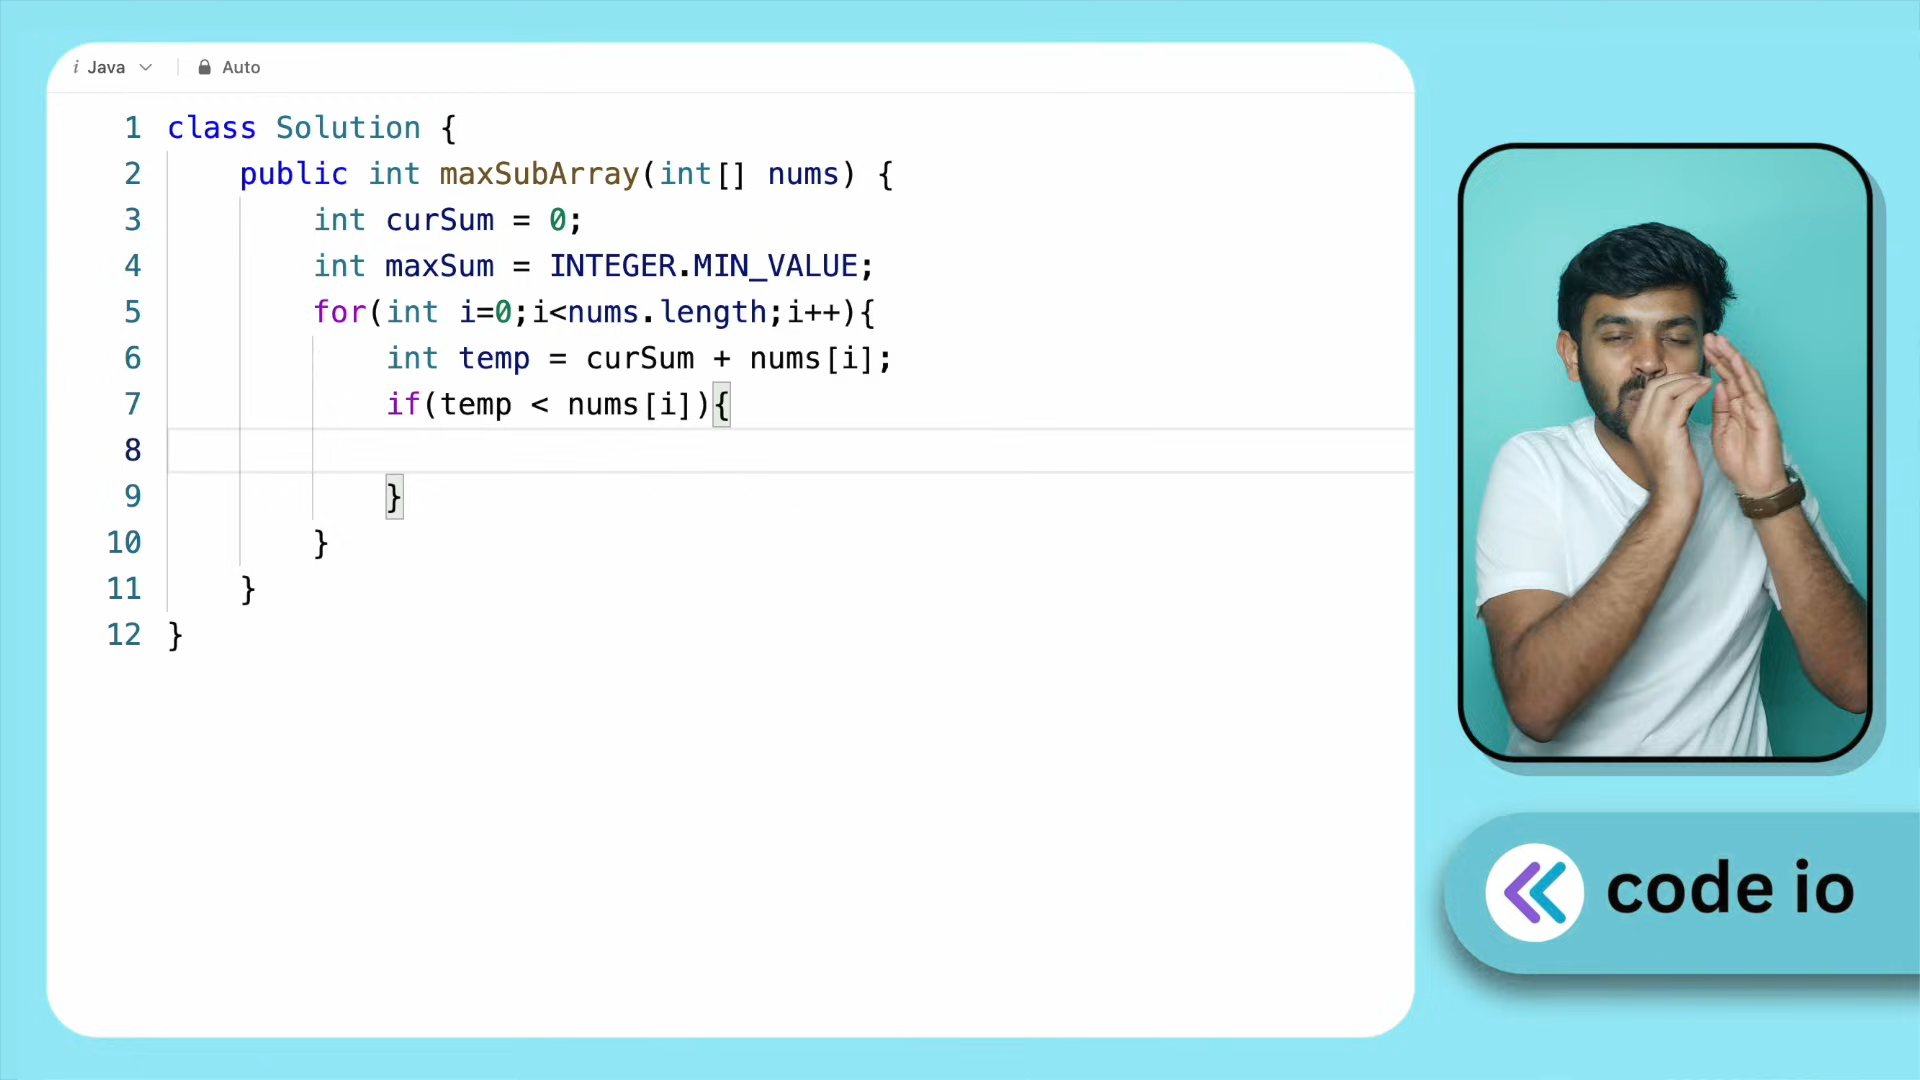 i Java Auto
1 class Solution {
2 public int maxSubArray(int[] nums) {
3 int curSum = 0;
4 int maxSum = INTEGER.MIN_VALUE;
5 for(int i=0;i<nums.length;i++){
6 int temp = curSum + nums[i];
7 if(temp < nums[i]){
8
9 }
10 }
11 }
12 }
code io